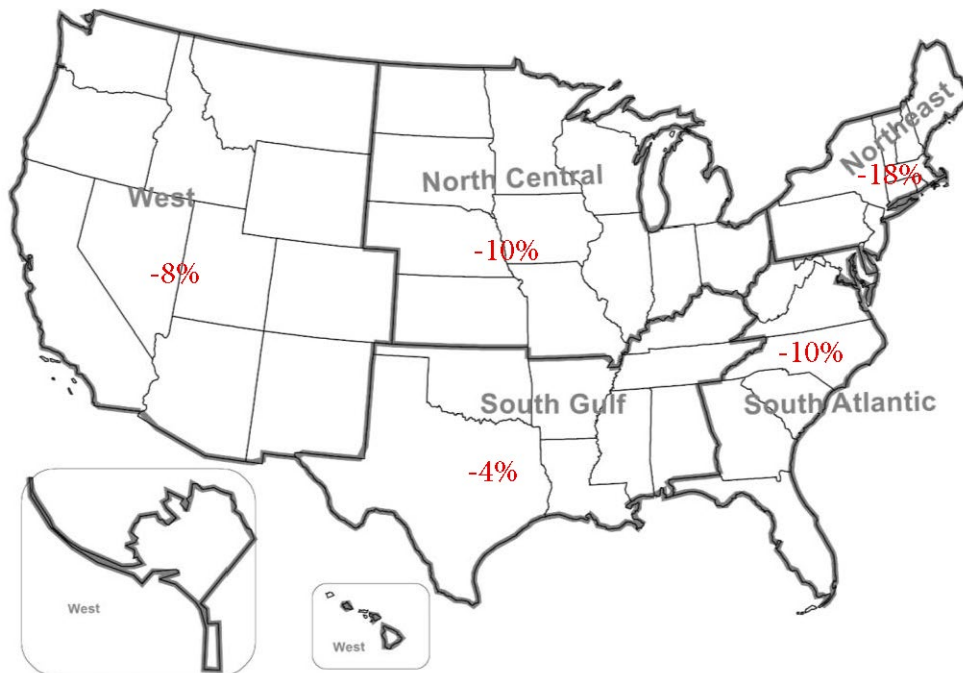 Northeast
-18%
North Central
West
-10%
-8%
-10%
South Gulf
South Atlantic
-4%
West
West